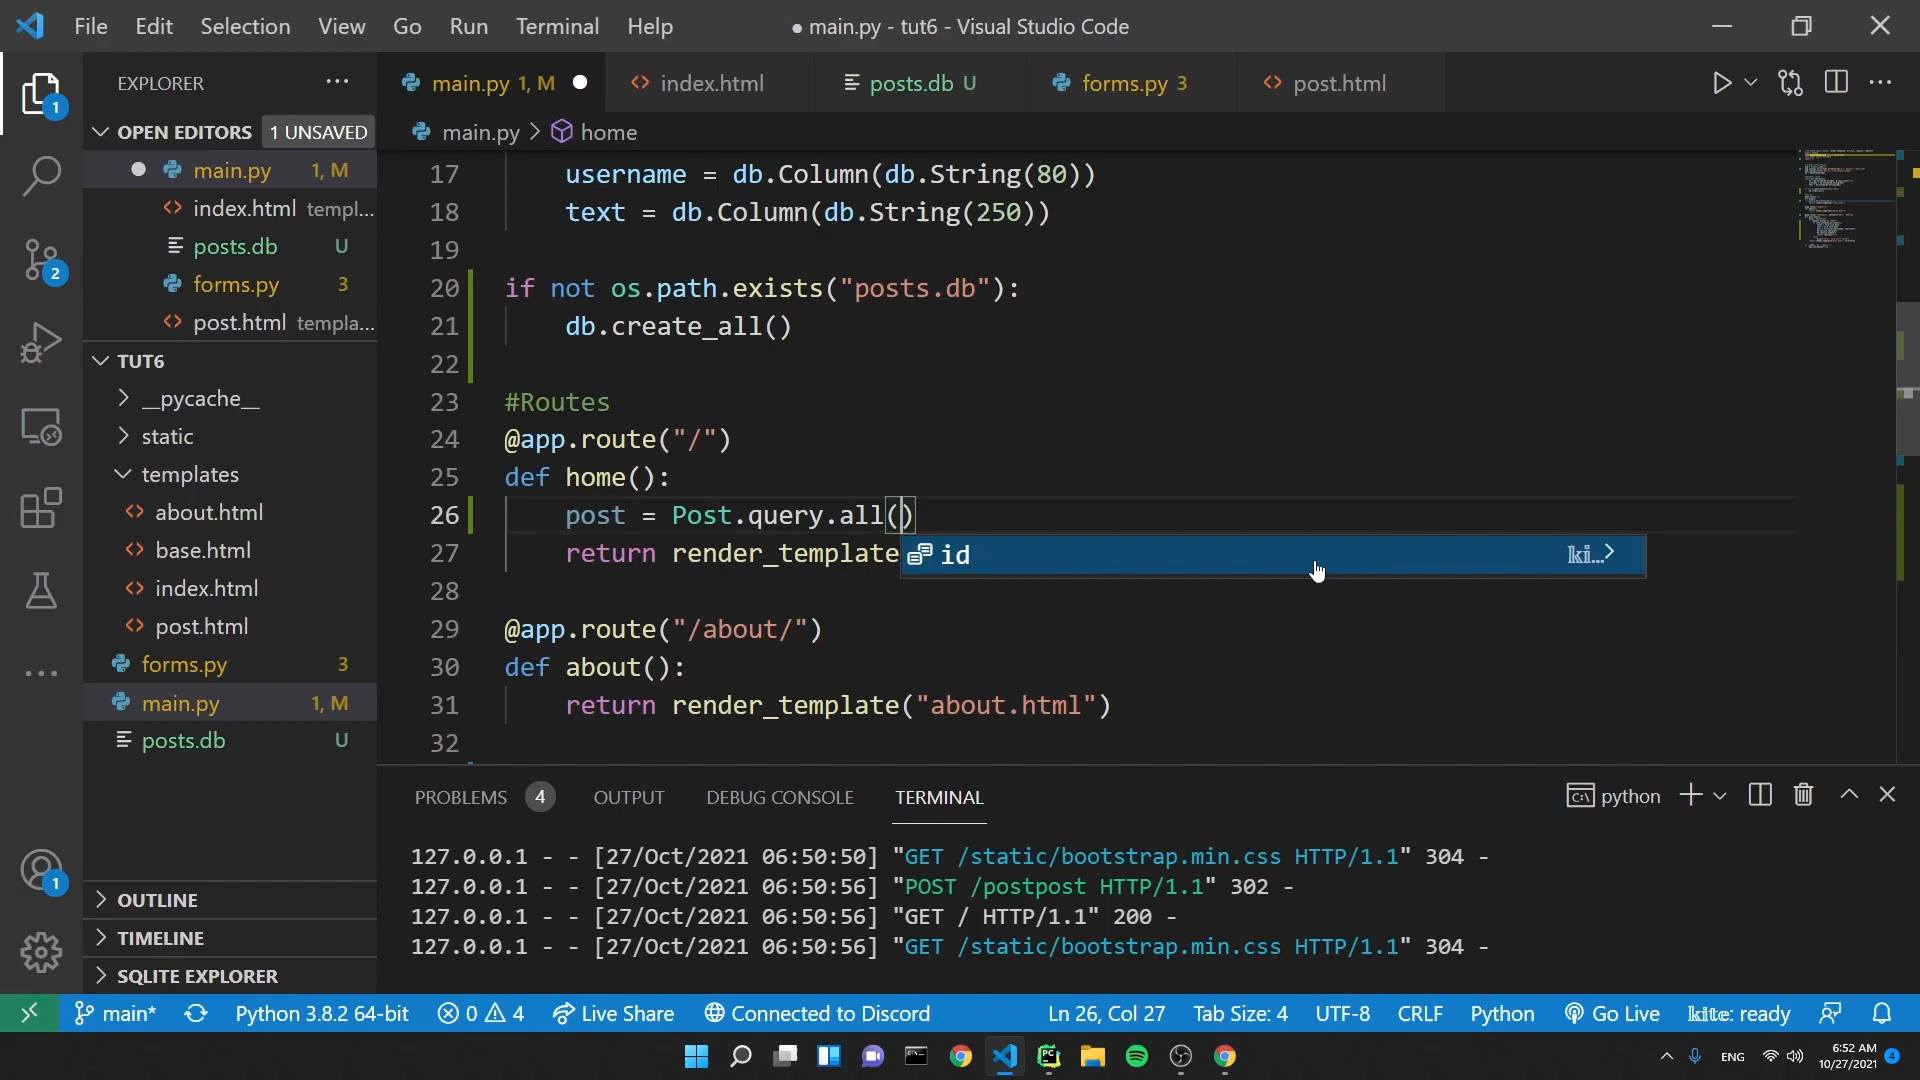 File Edit Selection View Go Run Terminal Help
● main.py - tut6 - Visual Studio Code
EXPLORER
main.py 1, M
index.html
posts.db U
forms.py 3
post.html
OPEN EDITORS 1 UNSAVED
main.py > home
main.py 1, M
index.html templ...
posts.db U
forms.py 3
post.html templa...
TUT6
__pycache__
static
templates
about.html
base.html
index.html
post.html
forms.py 3
main.py 1, M
posts.db U
OUTLINE
TIMELINE
SQLITE EXPLORER
17 username = db.Column(db.String(80))
18 text = db.Column(db.String(250))
19
20 if not os.path.exists("posts.db"):
21 db.create_all()
22
23 #Routes
24 @app.route("/")
25 def home():
26 post = Post.query.all()
27 return render_template
id ki...>
28
29 @app.route("/about/")
30 def about():
31 return render_template("about.html")
32
PROBLEMS 4 OUTPUT DEBUG CONSOLE TERMINAL
python
127.0.0.1 - - [27/Oct/2021 06:50:50] "GET /static/bootstrap.min.css HTTP/1.1" 304 -
127.0.0.1 - - [27/Oct/2021 06:50:56] "POST /postpost HTTP/1.1" 302 -
127.0.0.1 - - [27/Oct/2021 06:50:56] "GET / HTTP/1.1" 200 -
127.0.0.1 - - [27/Oct/2021 06:50:56] "GET /static/bootstrap.min.css HTTP/1.1" 304 -
1
2
1
main* Python 3.8.2 64-bit 0 4 Live Share Connected to Discord Ln 26, Col 27 Tab Size: 4 UTF-8 CRLF Python Go Live kite: ready
ENG 6:52 AM
10/27/2021 4